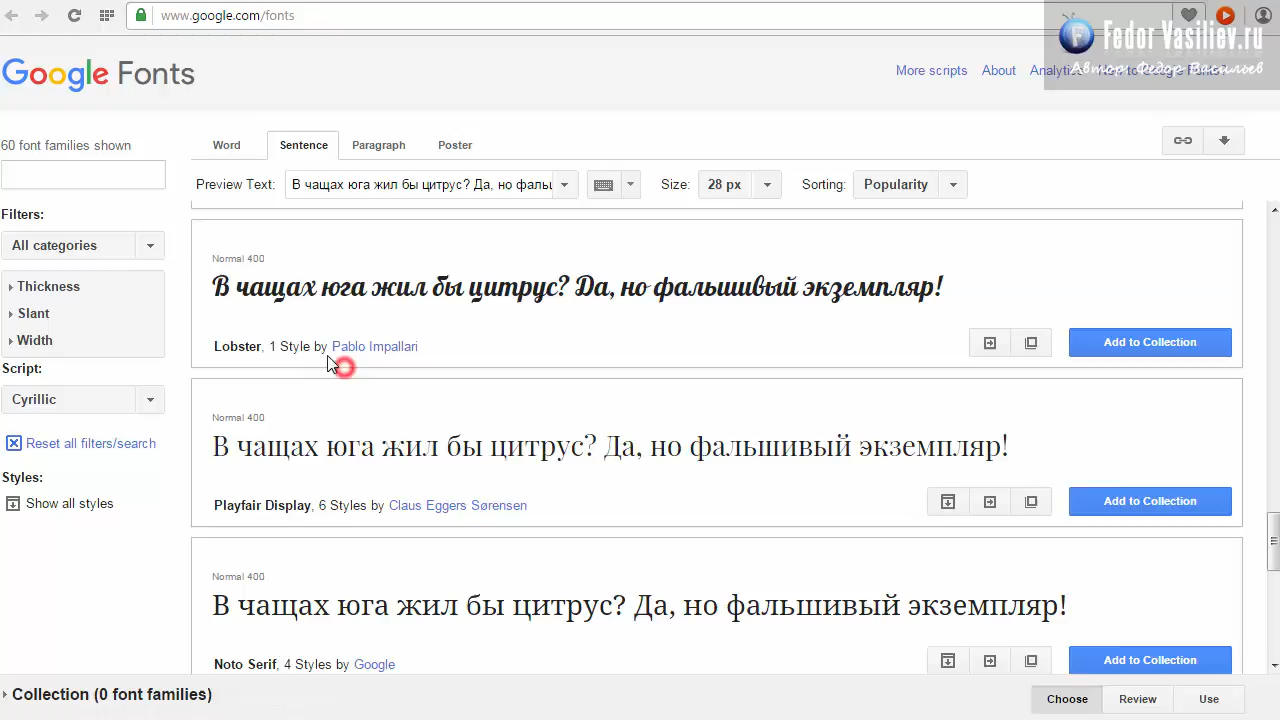 www.google.com/fonts
Fedor Vasiliev.ru
Автор: Федор Васильев
Google Fonts
More scripts About
60 font families shown
Word Sentence Paragraph Poster
Preview Text: В чащах юга жил бы цитрус? Да, но фаль Size: 28 px Sorting: Popularity
Filters:
All categories
Thickness
Slant
Width
Script:
Cyrillic
Reset all filters/search
Styles:
Show all styles
Normal 400
В чащах юга жил бы цитрус? Да, но фальшивый экземпляр!
Lobster, 1 Style by Pablo Impallari
Add to Collection
Normal 400
В чащах юга жил бы цитрус? Да, но фальшивый экземпляр!
Playfair Display, 6 Styles by Claus Eggers Sørensen
Add to Collection
Normal 400
В чащах юга жил бы цитрус? Да, но фальшивый экземпляр!
Noto Serif, 4 Styles by Google
Add to Collection
Collection (0 font families)
Choose Review Use